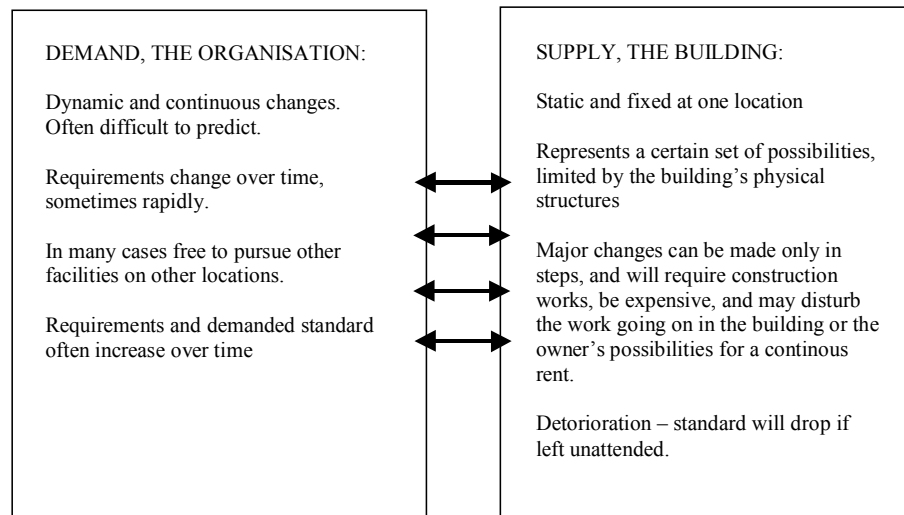 DEMAND, THE ORGANISATION:
Dynamic and continuous changes.
Often difficult to predict.
Requirements change over time,
sometimes rapidly.
In many cases free to pursue other
facilities on other locations.
Requirements and demanded standard
often increase over time
SUPPLY, THE BUILDING:
Static and fixed at one location
Represents a certain set of possibilities,
limited by the building’s physical
structures
Major changes can be made only in
steps, and will require construction
works, be expensive, and may disturb
the work going on in the building or the
owner’s possibilities for a continous
rent.
Detorioration – standard will drop if
left unattended.